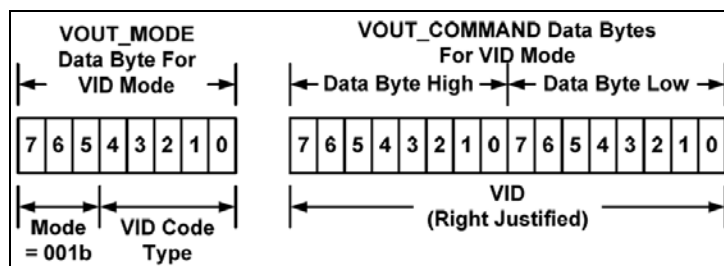 VOUT_MODE
Data Byte For
VID Mode
7 6 5 4 3 2 1 0
Mode
= 001b
VID Code
Type
VOUT_COMMAND Data Bytes
For VID Mode
Data Byte High
Data Byte Low
7 6 5 4 3 2 1 0 7 6 5 4 3 2 1 0
VID
(Right Justified)